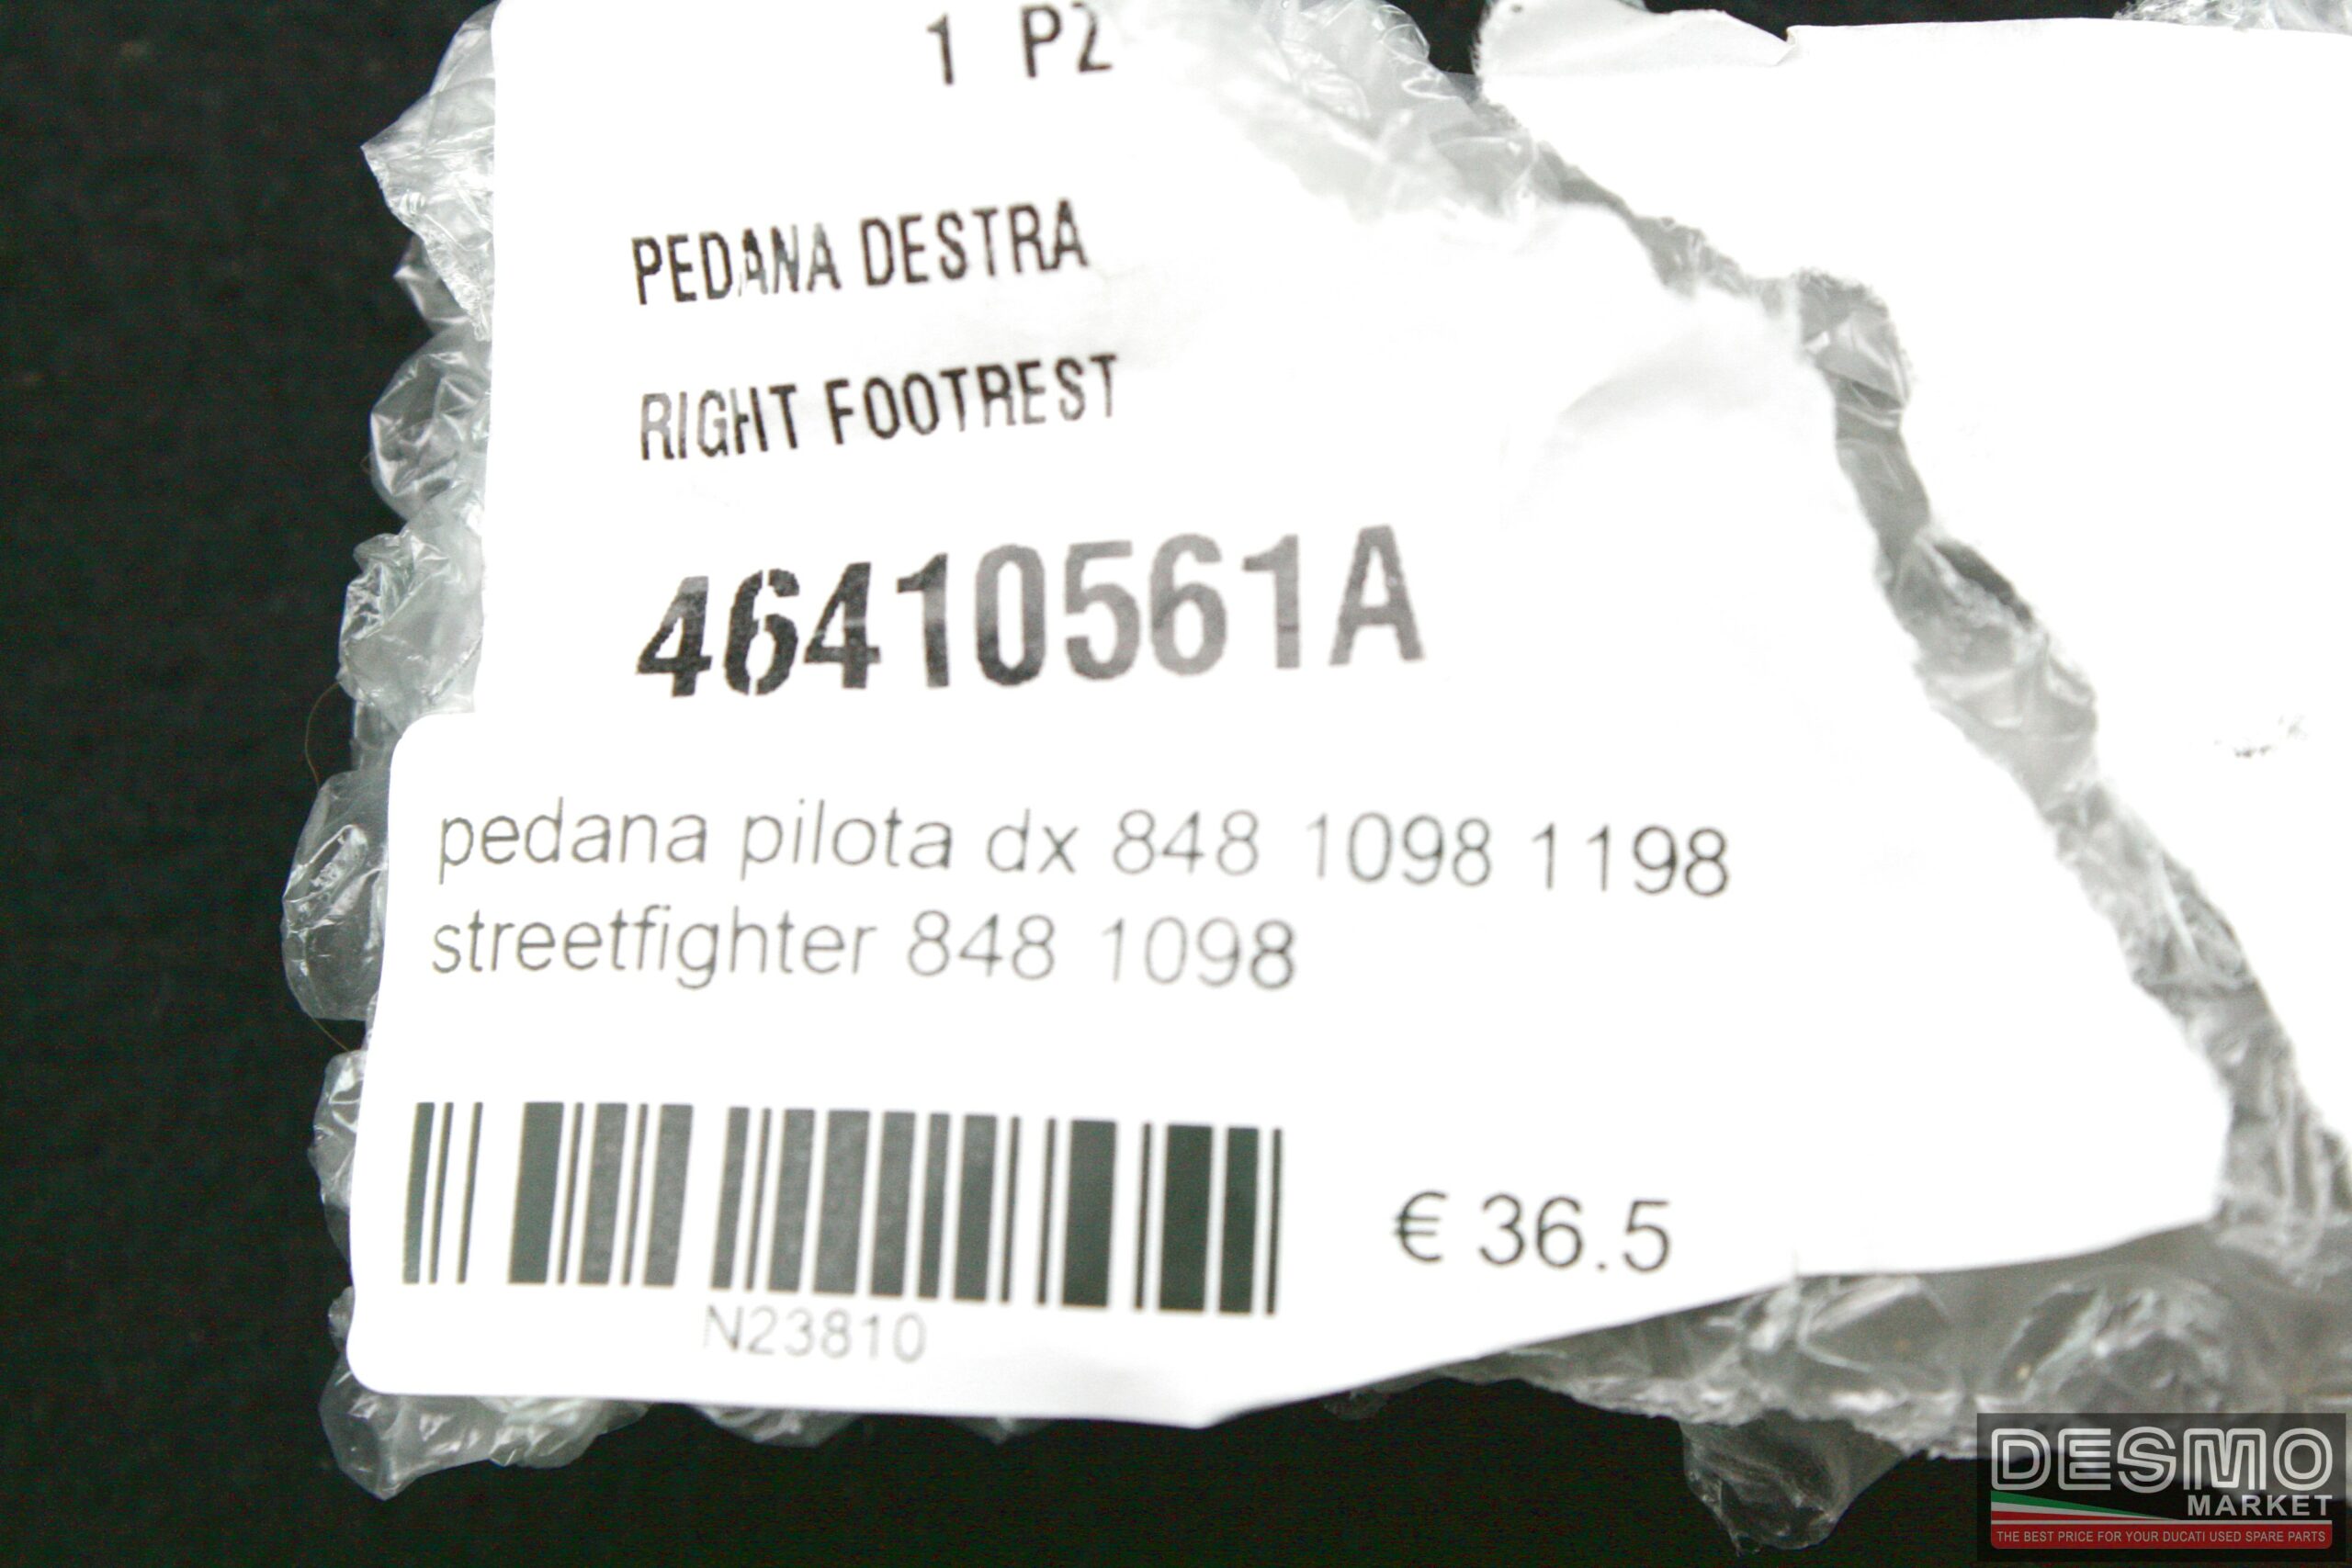 1 PZ
PEDANA DESTRA
RIGHT FOOTREST
46410561A
pedana pilota dx 848 1098 1198
streetfighter 848 1098
€ 36.5
N23810
DESMO
MARKET
THE BEST PRICE FOR YOUR DUCATI USED SPARE PARTS